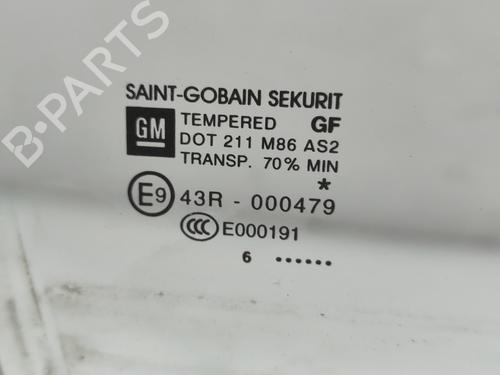 B-PARTS
SAINT-GOBAIN SEKURIT
GM TEMPERED GF
DOT 211 M86 AS2
TRANSP. 70% MIN
*
E9 43R - 000479
CCC E000191
6 ......